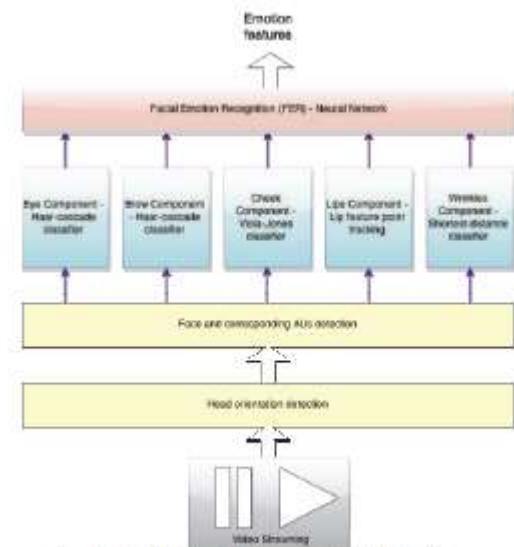 Emotion
features
Facial Emotion Recognition (FER) - Neural Network
Eye Component -
Haar-cascade
classifier
Brow Component
- Haar-cascade
classifier
Cheek
Component -
Viola-Jones
classifier
Lips Component -
Lip feature point
tracking
Wrinkles
Component -
Shortest-distance
classifier
Face and corresponding AUs detection
Head orientation detection
Video Streaming